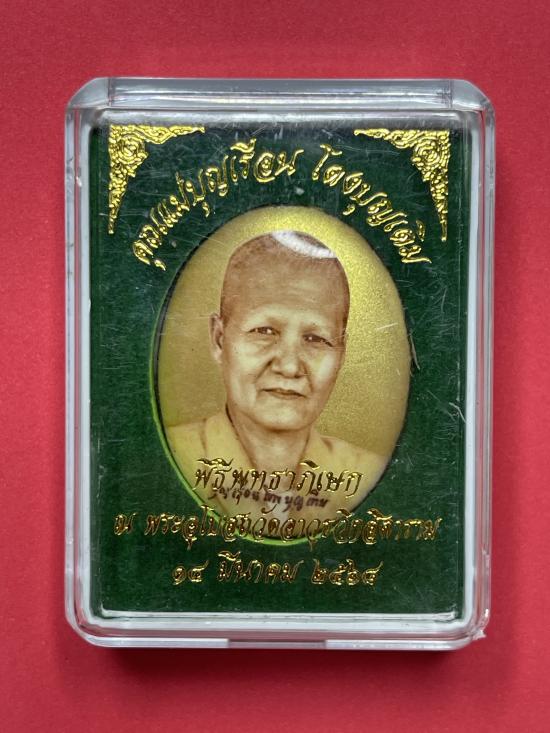 คุณแม่บุญเรือน โตงบุญเติม
พิธีพุทธาภิเษก
ณ พระอุโบสถวัดอาวุธวิกสิตาราม
๑๔ มีนาคม ๒๕๖๔